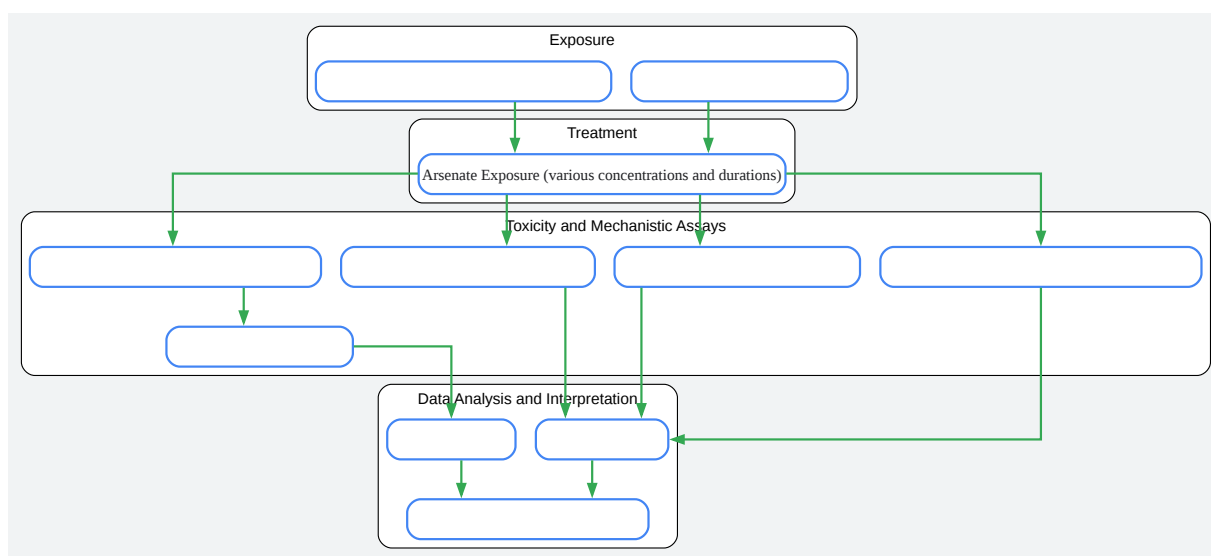 Exposure
Treatment
Arsenate Exposure (various concentrations and durations)
Toxicity and Mechanistic Assays
Data Analysis and Interpretation